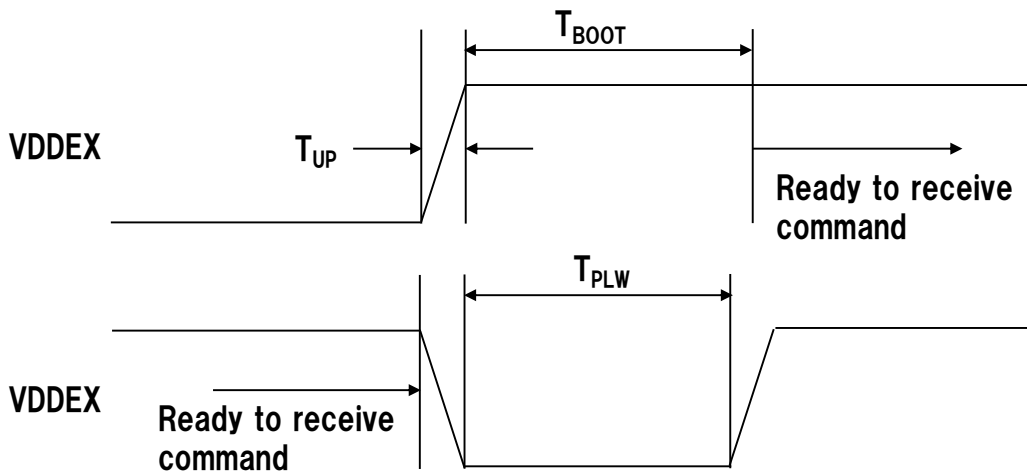 T_BOOT
VDDEX
T_UP
Ready to receive
command
T_PLW
VDDEX
Ready to receive
command